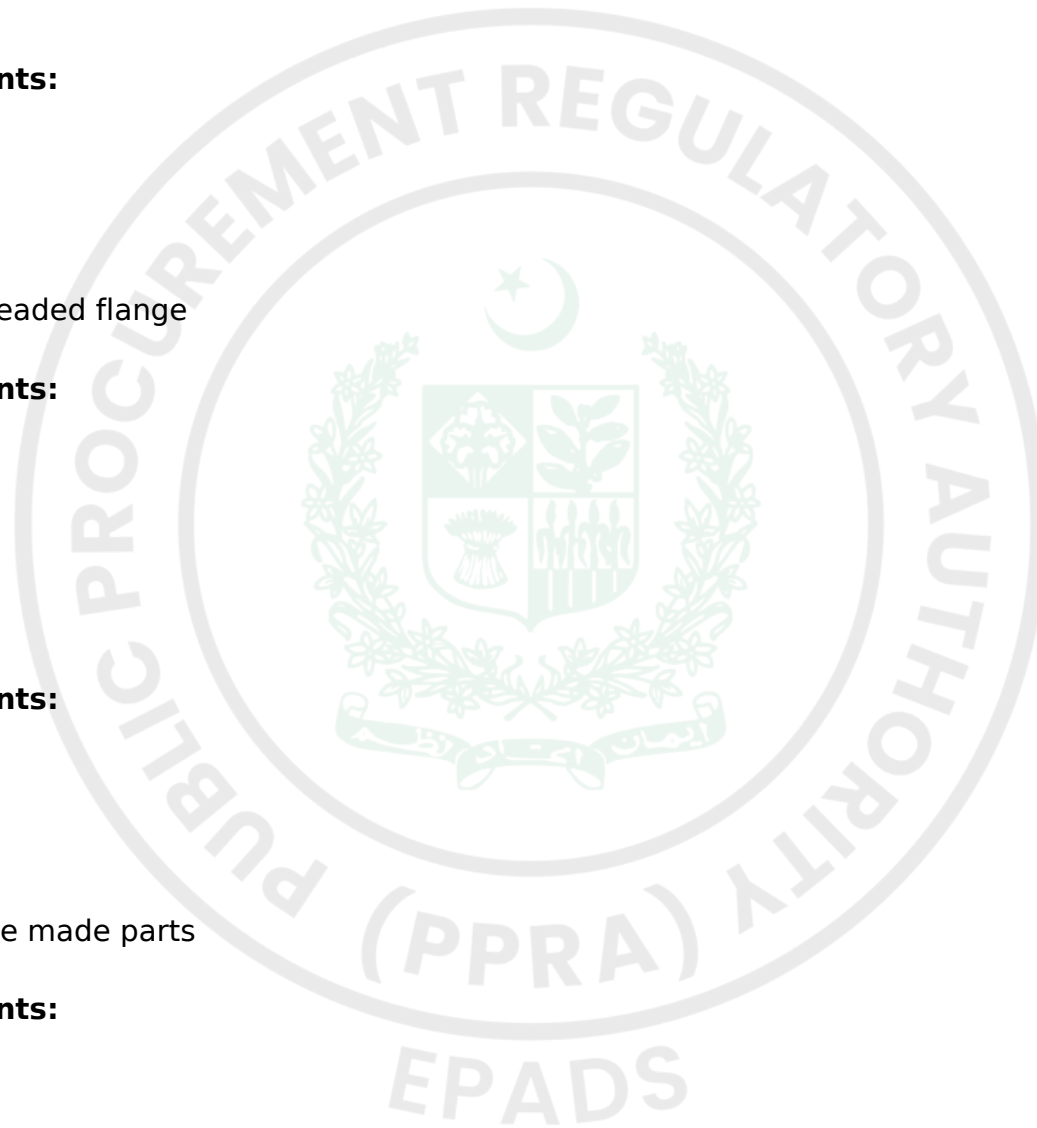 nts:
eaded flange
nts:
nts:
e made parts
nts:
PUBLIC PROCUREMENT REGULATORY AUTHORITY
(PPRA)
EPADS